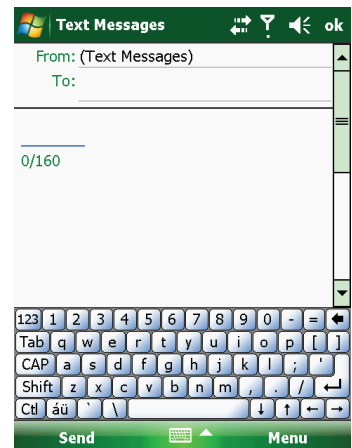 Text Messages ok
From: (Text Messages)
To:
0/160
123 1 2 3 4 5 6 7 8 9 0 - =
Tab q w e r t y u i o p [ ]
CAP a s d f g h j k l ; '
Shift z x c v b n m , . /
Ctl áü ` \
Send Menu